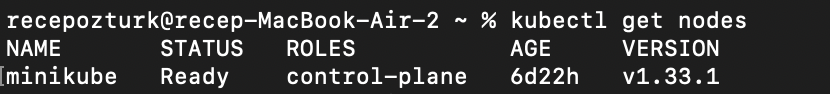 recepozturk@recep-MacBook-Air-2 ~ % kubectl get nodes
NAME       STATUS   ROLES           AGE     VERSION
minikube   Ready    control-plane   6d22h   v1.33.1